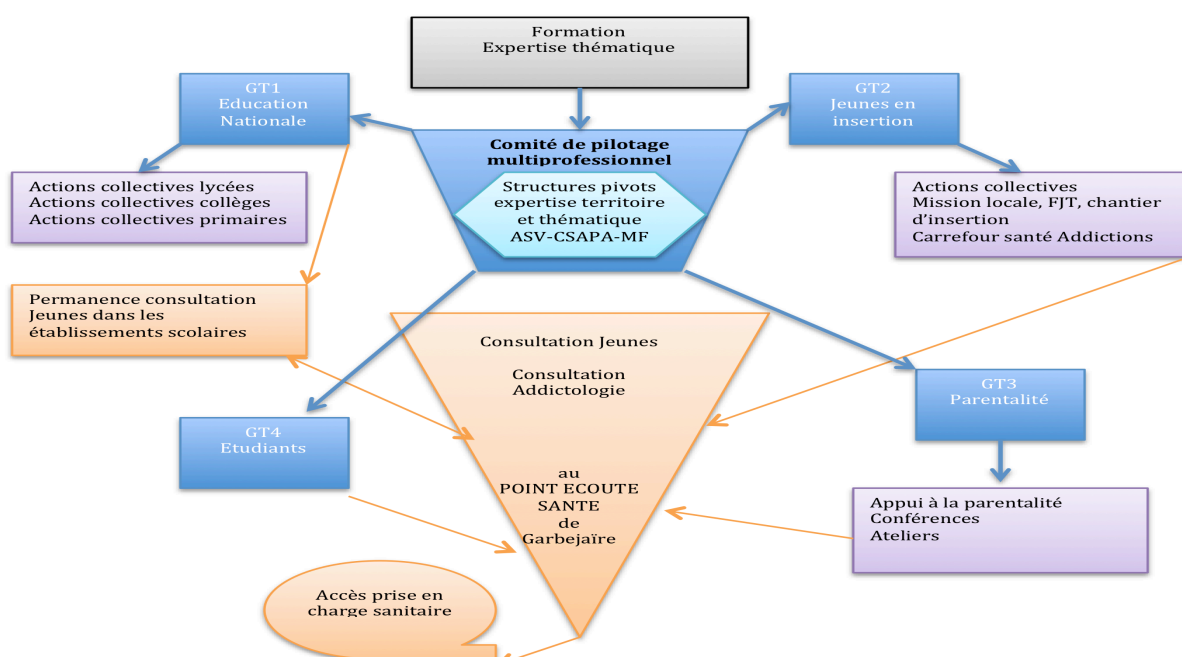 Formation
Expertise thématique
GT1
Education
Nationale
GT2
Jeunes en
insertion
Comité de pilotage
multiprofessionnel
Structures pivots
expertise territoire
et thématique
ASV-CSAPA-MF
Actions collectives lycées
Actions collectives collèges
Actions collectives primaires
Actions collectives
Mission locale, FJT, chantier
d'insertion
Carrefour santé Addictions
Permanence consultation
Jeunes dans les
établissements scolaires
Consultation Jeunes
Consultation
Addictologie
au
POINT ECOUTE
SANTE
de
Garbejaïre
GT3
Parentalité
GT4
Etudiants
Appui à la parentalité
Conférences
Ateliers
Accès prise en
charge sanitaire